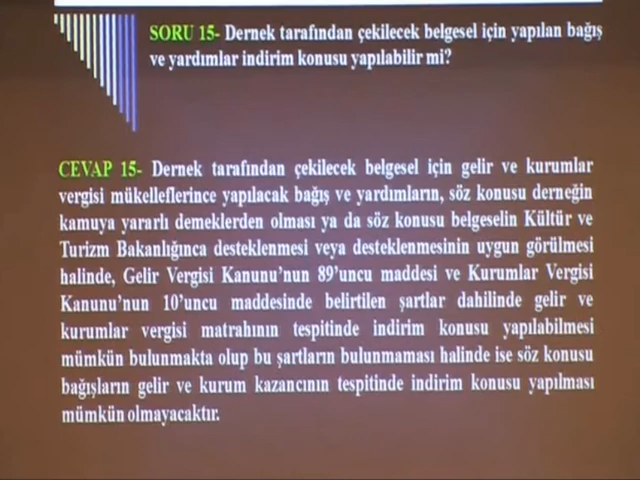 SORU 15- Dernek tarafından çekilecek belgesel için yapılan bağış
ve yardımlar indirim konusu yapılabilir mi?
CEVAP 15- Dernek tarafından çekilecek belgesel için gelir ve kurumlar
vergisi mükelleflerince yapılacak bağış ve yardımların, söz konusu derneğin
kamuya yararlı demeklerden olması ya da söz konusu belgeselin Kültür ve
Turizm Bakanlığınca desteklenmesi veya desteklenmesinin uygun görülmesi
halinde, Gelir Vergisi Kanunu'nun 89'uncu maddesi ve Kurumlar Vergisi
Kanunu'nun 10'uncu maddesinde belirtilen şartlar dahilinde gelir ve
kurumlar vergisi matrahının tespitinde indirim konusu yapılabilmesi
mümkün bulunmakta olup bu şartların bulunmaması halinde ise söz konusu
bağışların gelir ve kurum kazancının tespitinde indirim konusu yapılması
mümkün olmayacaktır.